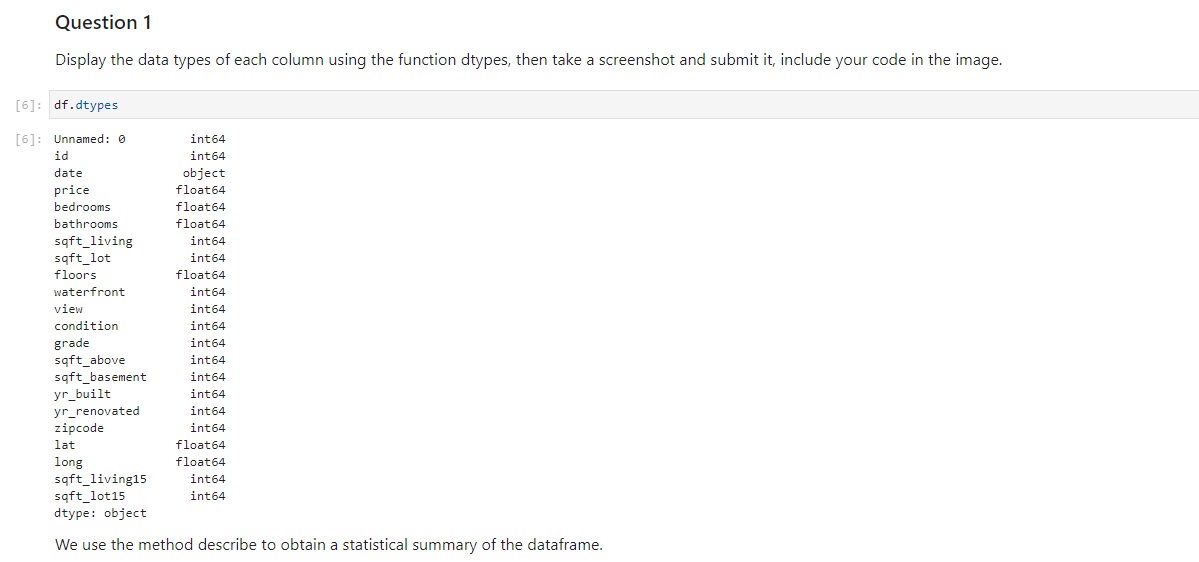 Question 1
Display the data types of each column using the function dtypes, then take a screenshot and submit it, include your code in the image.
[6]: df.dtypes
[6]: Unnamed: 0 int64
id int64
date object
price float64
bedrooms float64
bathrooms float64
sqft_living int64
sqft_lot int64
floors float64
waterfront int64
view int64
condition int64
grade int64
sqft_above int64
sqft_basement int64
yr_built int64
yr_renovated int64
zipcode int64
lat float64
long float64
sqft_living15 int64
sqft_lot15 int64
dtype: object
We use the method describe to obtain a statistical summary of the dataframe.